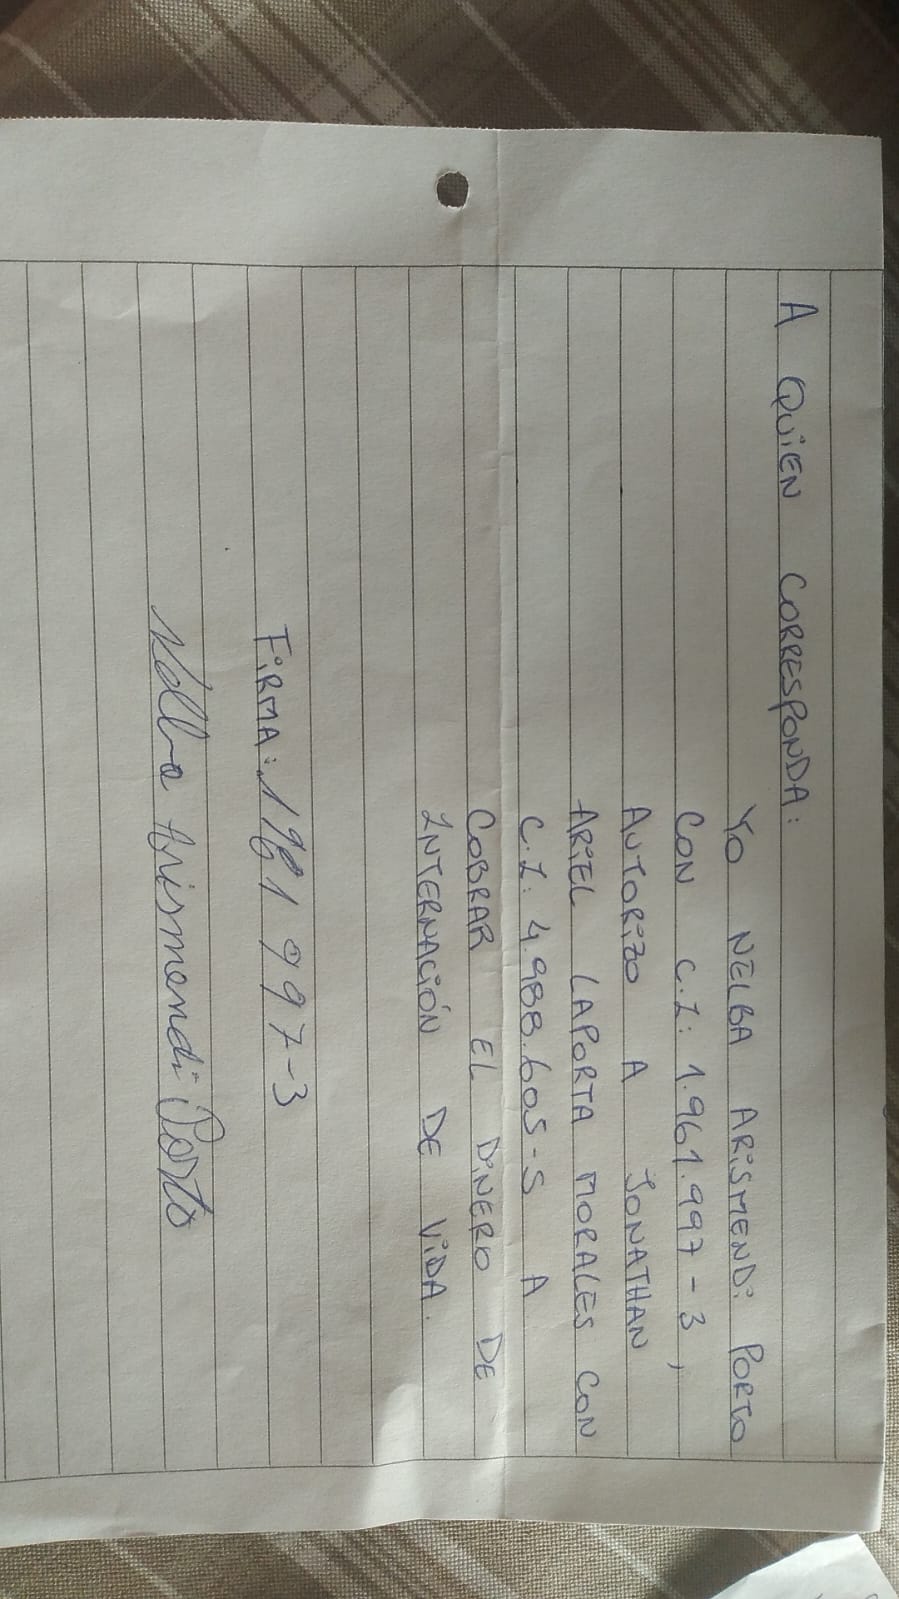 A QUIEN CORRESPONDA:
YO NELBA ARISMENDI PORTO
CON C.I: 1.961.997-3,
AUTORIZO A JONATHAN
ARIEL LAPORTA MORALES CON
C.I: 4.988.605-5 A
COBRAR EL DINERO DE
INTERNACIÓN DE VIDA.
FIRMA: 1961997-3
Nelba Arismendi Porto